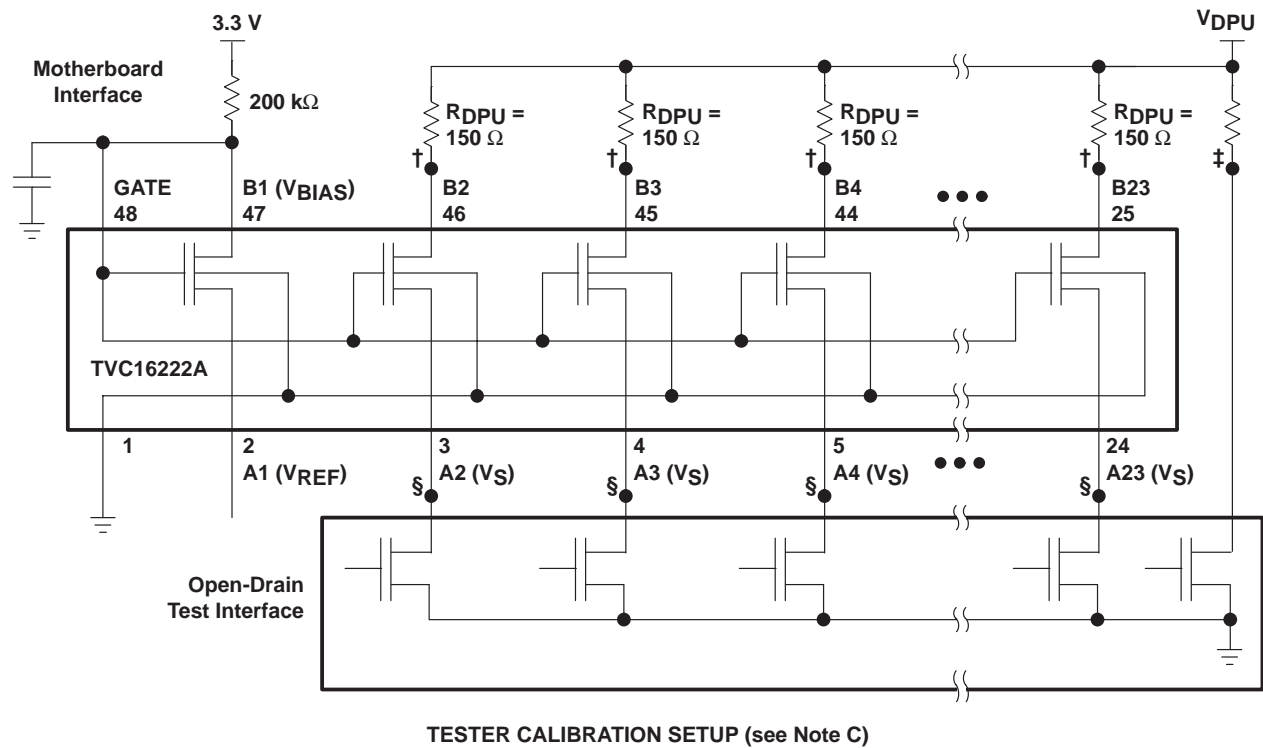 3.3 V
VDPU
Motherboard
Interface
200 kΩ
RDPU =
150 Ω
RDPU =
150 Ω
RDPU =
150 Ω
RDPU =
150 Ω
†
†
†
†
‡
GATE
48
B1 (VBIAS)
47
B2
46
B3
45
B4
44
B23
25
TVC16222A
1
2
A1 (VREF)
3
A2 (VS)
4
A3 (VS)
5
A4 (VS)
24
A23 (VS)
§
§
§
§
Open-Drain
Test Interface
TESTER CALIBRATION SETUP (see Note C)